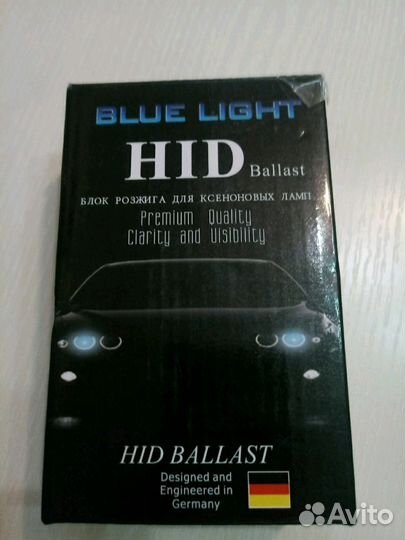 BLUE LIGHT
HID Ballast
БЛОК РОЗЖИГА ДЛЯ КСЕНОНОВЫХ ЛАМП
Premium Quality
Clarity and Visibility
HID BALLAST
Designed and
Engineered in
Germany
Avito